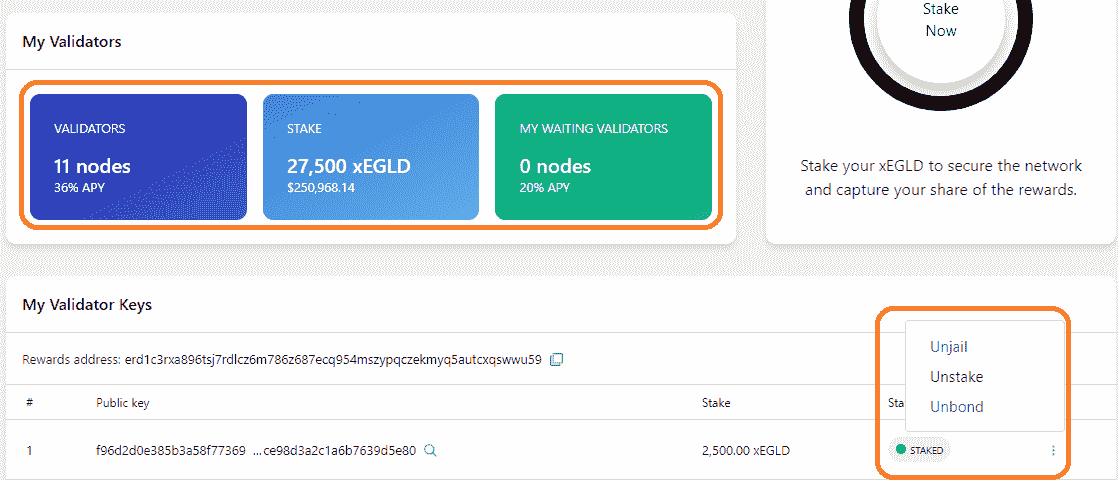 Stake
Now
My Validators
VALIDATORS
11 nodes
36% APY
STAKE
27,500 xEGLD
$250,968.14
MY WAITING VALIDATORS
0 nodes
20% APY
Stake your xEGLD to secure the network
and capture your share of the rewards.
My Validator Keys
Rewards address: erd1c3rxa896tsj7rdlcz6m786z687ecq954mszypqczekmyq5autcxqswwu59
Unjail
Unstake
Unbond
# Public key Stake Sta
1 f96d2d0e385b3a58f77369 ...ce98d3a2c1a6b7639d5e80 2,500.00 xEGLD STAKED